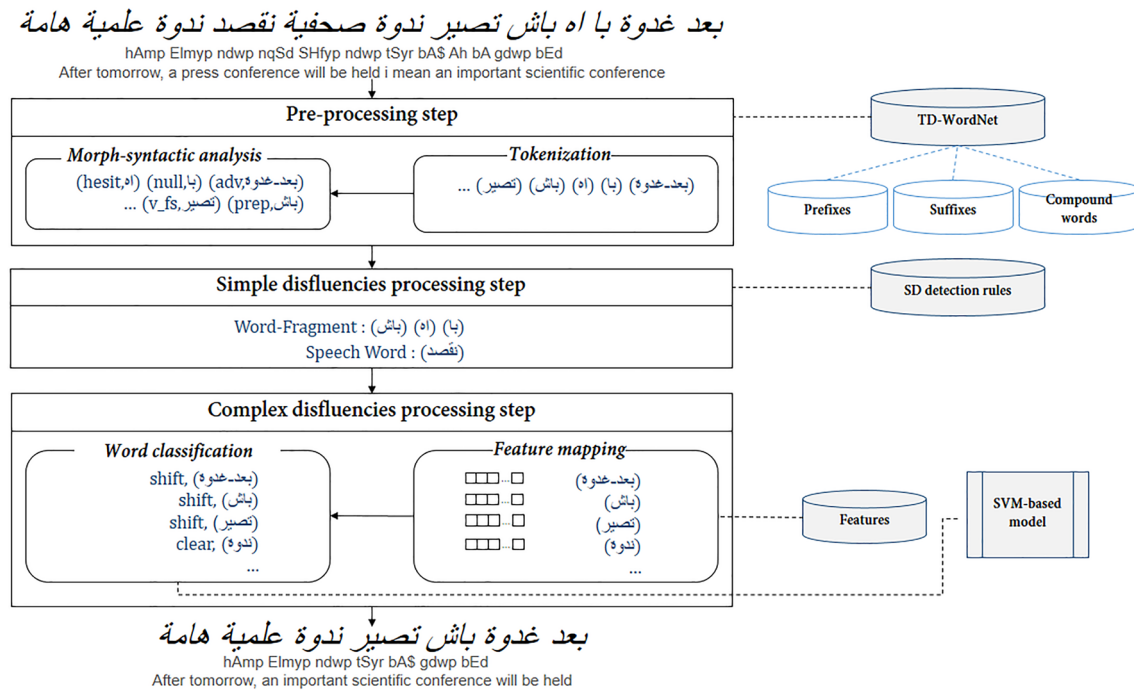 بعد غدوة با اه باش تصير ندوة صحفية نقصد ندوة علمية هامة
hAmp Elmyp ndwp nqSd SHfyp ndwp tSyr bA$ Ah bA gdwp bEd
After tomorrow, a press conference will be held i mean an important scientific conference
Pre-processing step
Morph-syntactic analysis
(hesit,اه) (null,با) (adv,بعد-غدوة)
... (v_fs,تصير) (prep,باش)
Tokenization
... (تصير) (باش) (اه) (با) (بعد-غدوة)
TD-WordNet
Prefixes
Suffixes
Compound
words
Simple disfluencies processing step
Word-Fragment : (باش) (اه) (با)
Speech Word : (نقصد)
SD detection rules
Complex disfluencies processing step
Word classification
shift, (بعد-غدوة)
shift, (باش)
shift, (تصير)
clear, (ندوة)
...
Feature mapping
... (بعد-غدوة)
... (باش)
... (تصير)
... (ندوة)
...
Features
SVM-based
model
بعد غدوة باش تصير ندوة علمية هامة
hAmp Elmyp ndwp tSyr bA$ gdwp bEd
After tomorrow, an important scientific conference will be held